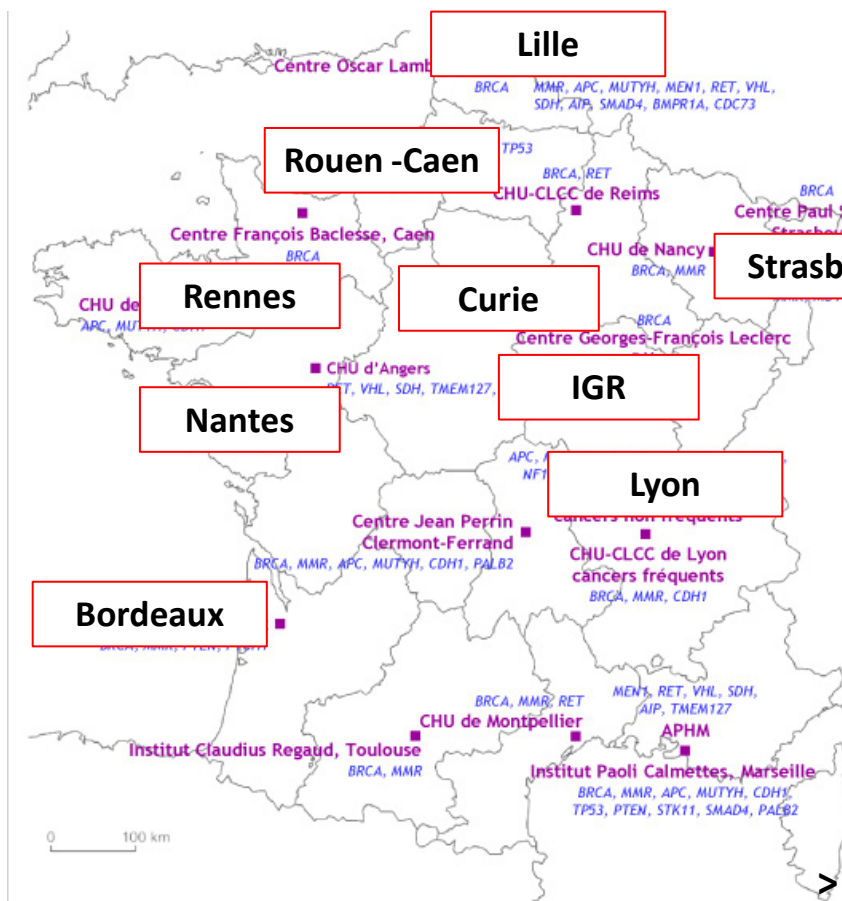 Lille
Centre Oscar Lamb
BRCA
MMR, APC, MUTYH, MEN1, RET, VHL,
SDH, AIP, SMAD4, BMPR1A, CDC73
Rouen -Caen
TP53
BRCA, RET
CHU-CLCC de Reims
BRCA
Centre Paul S
Centre François Baclesse, Caen
BRCA
CHU de Nancy
BRCA, MMR
Strasb
Rennes
CHU de
Curie
BRCA
Centre Georges-François Leclerc
CHU d'Angers
VHL, SDH, TMEM127,
IGR
Nantes
APC,
NF1
Lyon
Centre Jean Perrin
Clermont-Ferrand
BRCA, MMR, APC, MUTYH, CDH1, PALB2
cancers non fréquents
CHU-CLCC de Lyon
cancers fréquents
BRCA, MMR, CDH1
Bordeaux
MEN1, RET, VHL, SDH,
AIP, TMEM127
BRCA, MMR, RET
CHU de Montpellier
APHM
Institut Claudius Regaud, Toulouse
BRCA, MMR
Institut Paoli Calmettes, Marseille
BRCA, MMR, APC, MUTYH, CDH1,
TP53, PTEN, STK11, SMAD4, PALB2
0 100 km
>